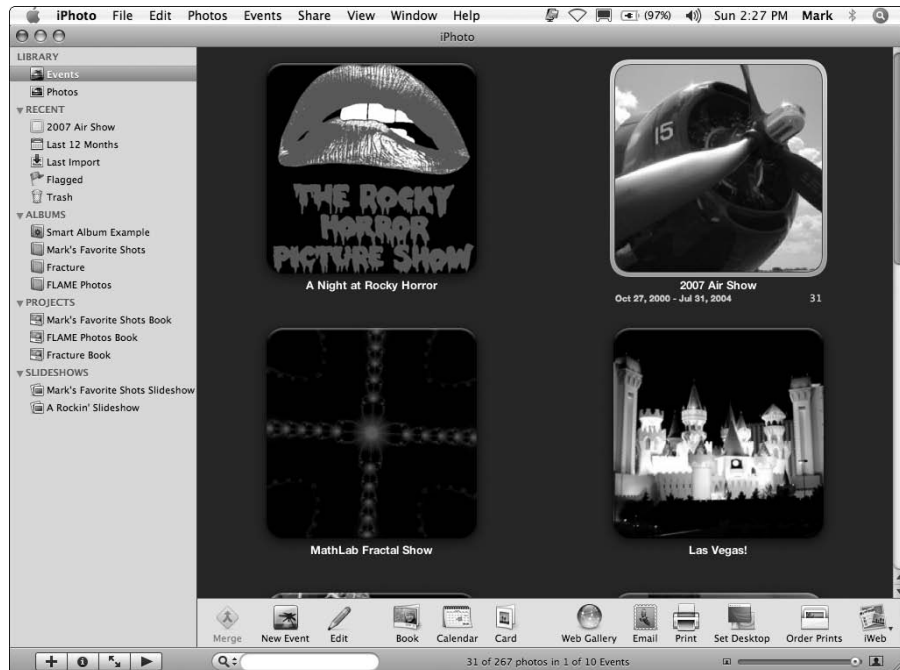 iPhoto File Edit Photos Events Share View Window Help (97%) Sun 2:27 PM Mark
iPhoto
LIBRARY
Events
Photos
RECENT
2007 Air Show
Last 12 Months
Last Import
Flagged
Trash
ALBUMS
Smart Album Example
Mark's Favorite Shots
Fracture
FLAME Photos
PROJECTS
Mark's Favorite Shots Book
FLAME Photos Book
Fracture Book
SLIDESHOWS
Mark's Favorite Shots Slideshow
A Rockin' Slideshow
THE ROCKY
HORROR
PICTURE SHOW
A Night at Rocky Horror
15
2007 Air Show
Oct 27, 2000 - Jul 31, 2004 31
MathLab Fractal Show
Las Vegas!
Merge New Event Edit Book Calendar Card Web Gallery Email Print Set Desktop Order Prints iWeb
31 of 267 photos in 1 of 10 Events